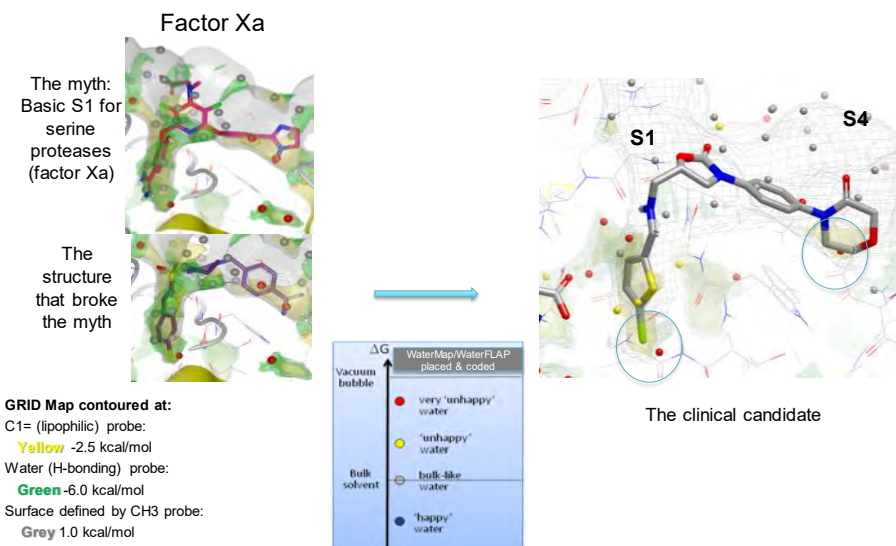 Factor Xa
The myth:
Basic S1 for
serine
proteases
(factor Xa)
The
structure
that broke
the myth
GRID Map contoured at:
C1= (lipophilic) probe:
Yellow -2.5 kcal/mol
Water (H-bonding) probe:
Green -6.0 kcal/mol
Surface defined by CH3 probe:
Grey 1.0 kcal/mol
ΔG
WaterMap/WaterFLAP
placed & coded
Vacuum
bubble
very 'unhappy'
water
'unhappy'
water
Bulk
solvent
bulk-like
water
'happy'
water
S1
S4
The clinical candidate